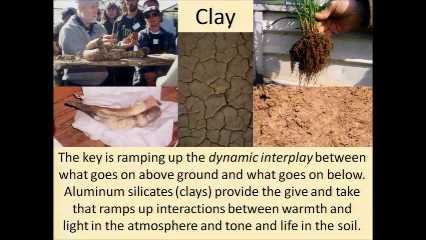 Clay
The key is ramping up the dynamic interplay between
what goes on above ground and what goes on below.
Aluminum silicates (clays) provide the give and take
that ramps up interactions between warmth and
light in the atmosphere and tone and life in the soil.